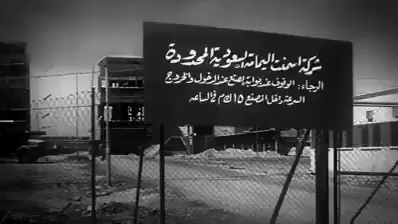 شركة اسمنت اليمامة السعودية المحدودة
الرجاء: الوقوف عند بوابة المصنع عند الدخول والخروج
السرعة داخل المصنع ١٥ كم في الساعة